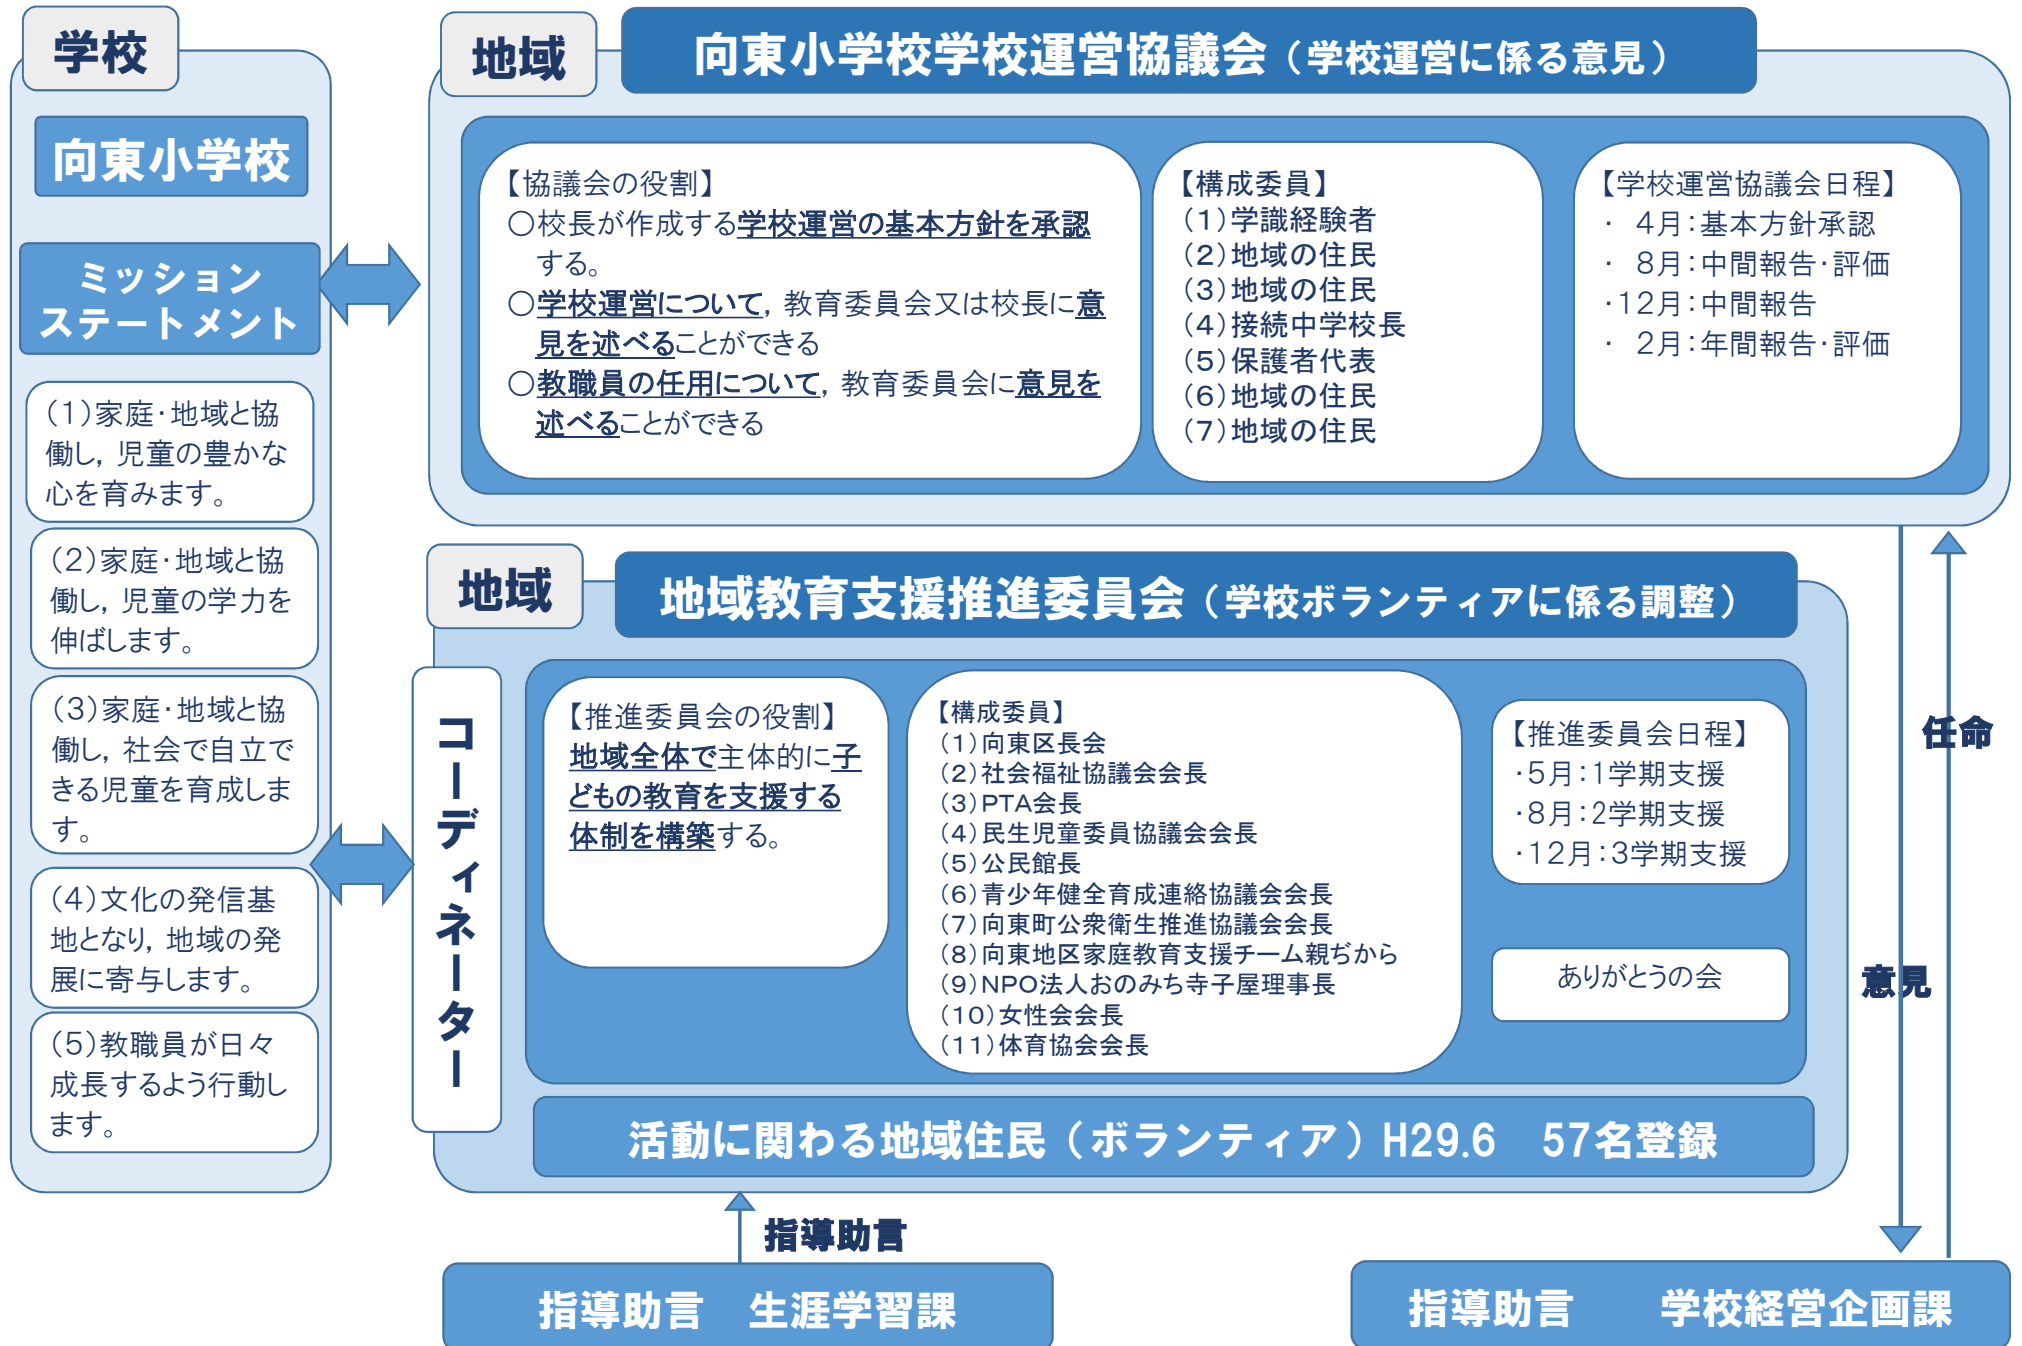 学校
向東小学校
ミッション
ステートメント
（1）家庭・地域と協
働し，児童の豊かな
心を育みます。
（2）家庭・地域と協
働し，児童の学力を
伸ばします。
（3）家庭・地域と協
働し，社会で自立で
きる児童を育成しま
す。
（4）文化の発信基
地となり，地域の発
展に寄与します。
（5）教職員が日々
成長するよう行動し
ます。
地域
向東小学校学校運営協議会（学校運営に係る意見）
【協議会の役割】
○校長が作成する学校運営の基本方針を承認
する。
○学校運営について，教育委員会又は校長に意
見を述べることができる
○教職員の任用について，教育委員会に意見を
述べることができる
【構成委員】
（1）学識経験者
（2）地域の住民
（3）地域の住民
（4）接続中学校長
（5）保護者代表
（6）地域の住民
（7）地域の住民
【学校運営協議会日程】
・ 4月：基本方針承認
・ 8月：中間報告・評価
・12月：中間報告
・ 2月：年間報告・評価
地域
地域教育支援推進委員会（学校ボランティアに係る調整）
コーディネーター
【推進委員会の役割】
地域全体で主体的に子
どもの教育を支援する
体制を構築する。
【構成委員】
（1）向東区長会
（2）社会福祉協議会会長
（3）PTA会長
（4）民生児童委員協議会会長
（5）公民館長
（6）青少年健全育成連絡協議会会長
（7）向東町公衆衛生推進協議会会長
（8）向東地区家庭教育支援チーム親ぢから
（9）NPO法人おのみち寺子屋理事長
（10）女性会会長
（11）体育協会会長
【推進委員会日程】
・5月：1学期支援
・8月：2学期支援
・12月：3学期支援
ありがとうの会
活動に関わる地域住民（ボランティア）H29.6　57名登録
任命
意見
指導助言
指導助言　生涯学習課
指導助言　　学校経営企画課